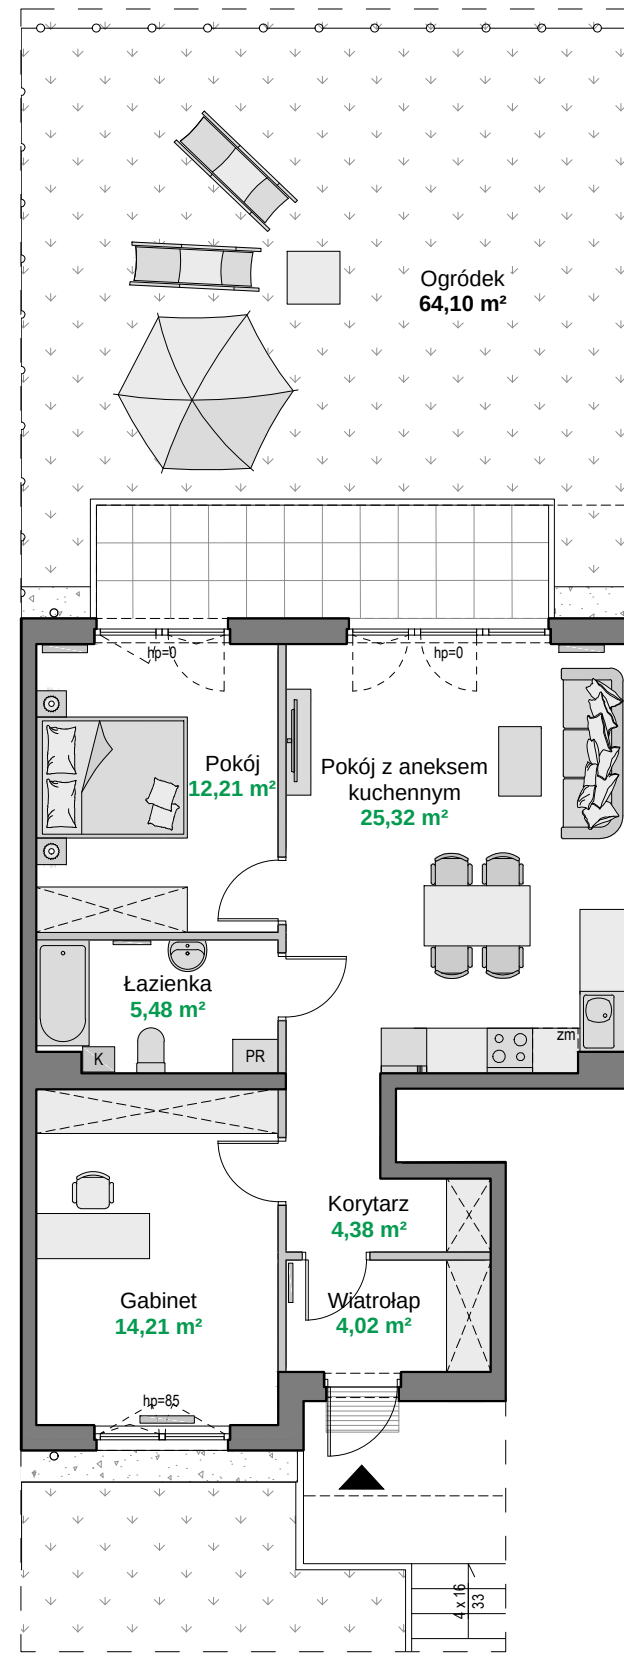 Ogródek
64,10 m²
hp=0
hp=0
Pokój
12,21 m²
Pokój z aneksem
kuchennym
25,32 m²
Łazienka
5,48 m²
zm
K
PR
Korytarz
4,38 m²
Gabinet
14,21 m²
Wiatrołap
4,02 m²
hp=85
4 x 16
33